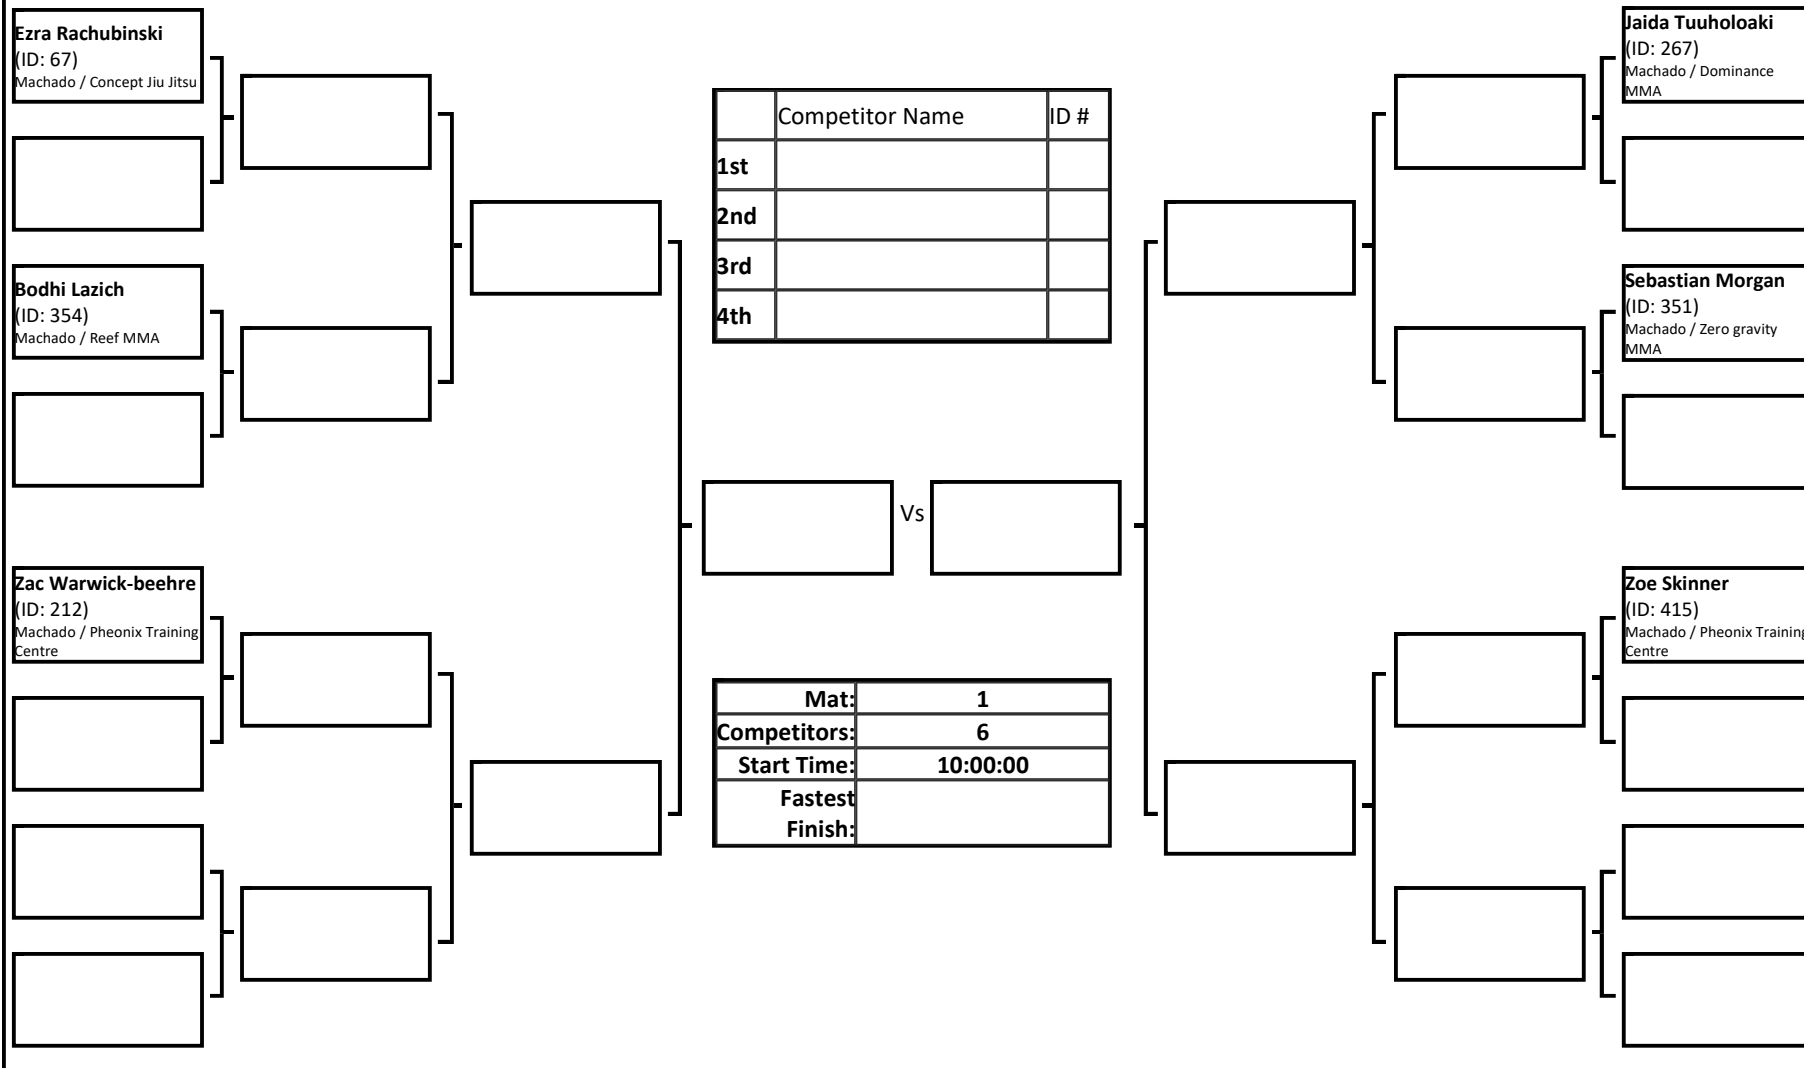 Ezra Rachubinski
(ID: 67)
Machado / Concept Jiu Jitsu
Bodhi Lazich
(ID: 354)
Machado / Reef MMA
Zac Warwick-beehre
(ID: 212)
Machado / Pheonix Training
Centre
Competitor Name ID #
1st
2nd
3rd
4th
Vs
Mat: 1
Competitors: 6
Start Time: 10:00:00
Fastest
Finish:
Jaida Tuuholoaki
(ID: 267)
Machado / Dominance
MMA
Sebastian Morgan
(ID: 351)
Machado / Zero gravity
MMA
Zoe Skinner
(ID: 415)
Machado / Pheonix Training
Centre